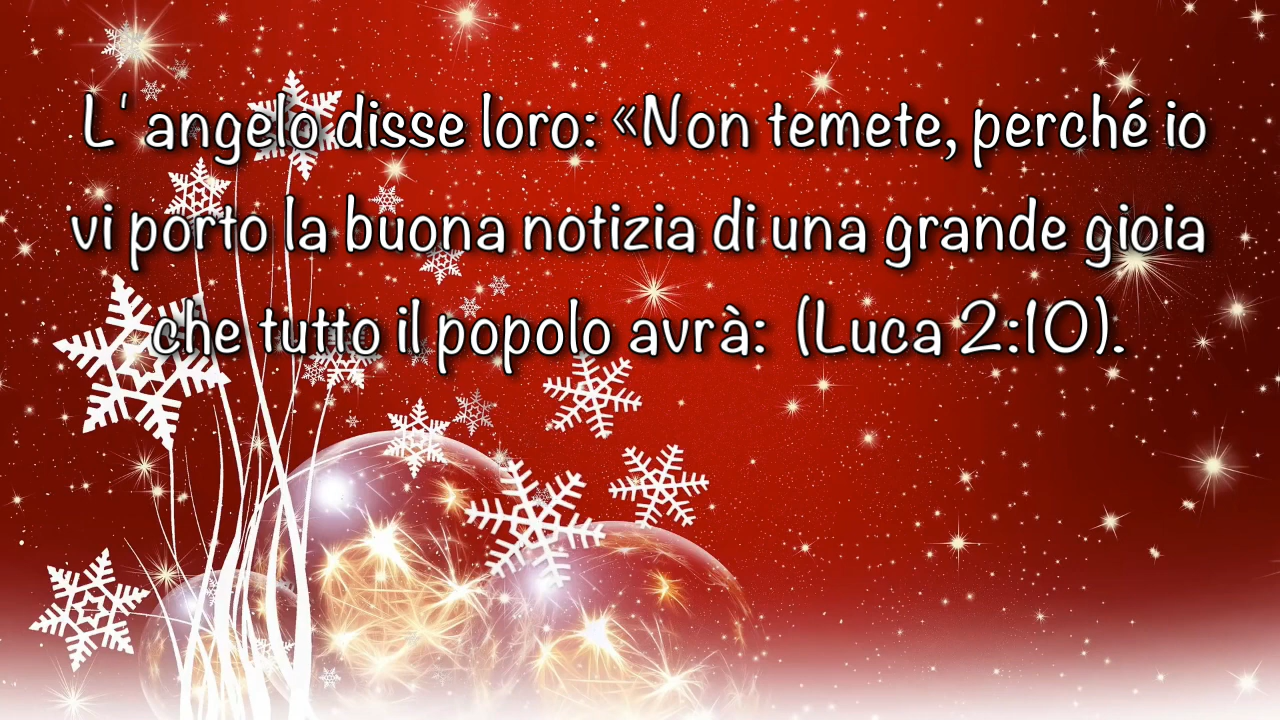 L' angelo disse loro: «Non temete, perché io
vi porto la buona notizia di una grande gioia
che tutto il popolo avrà:  (Luca 2:10).